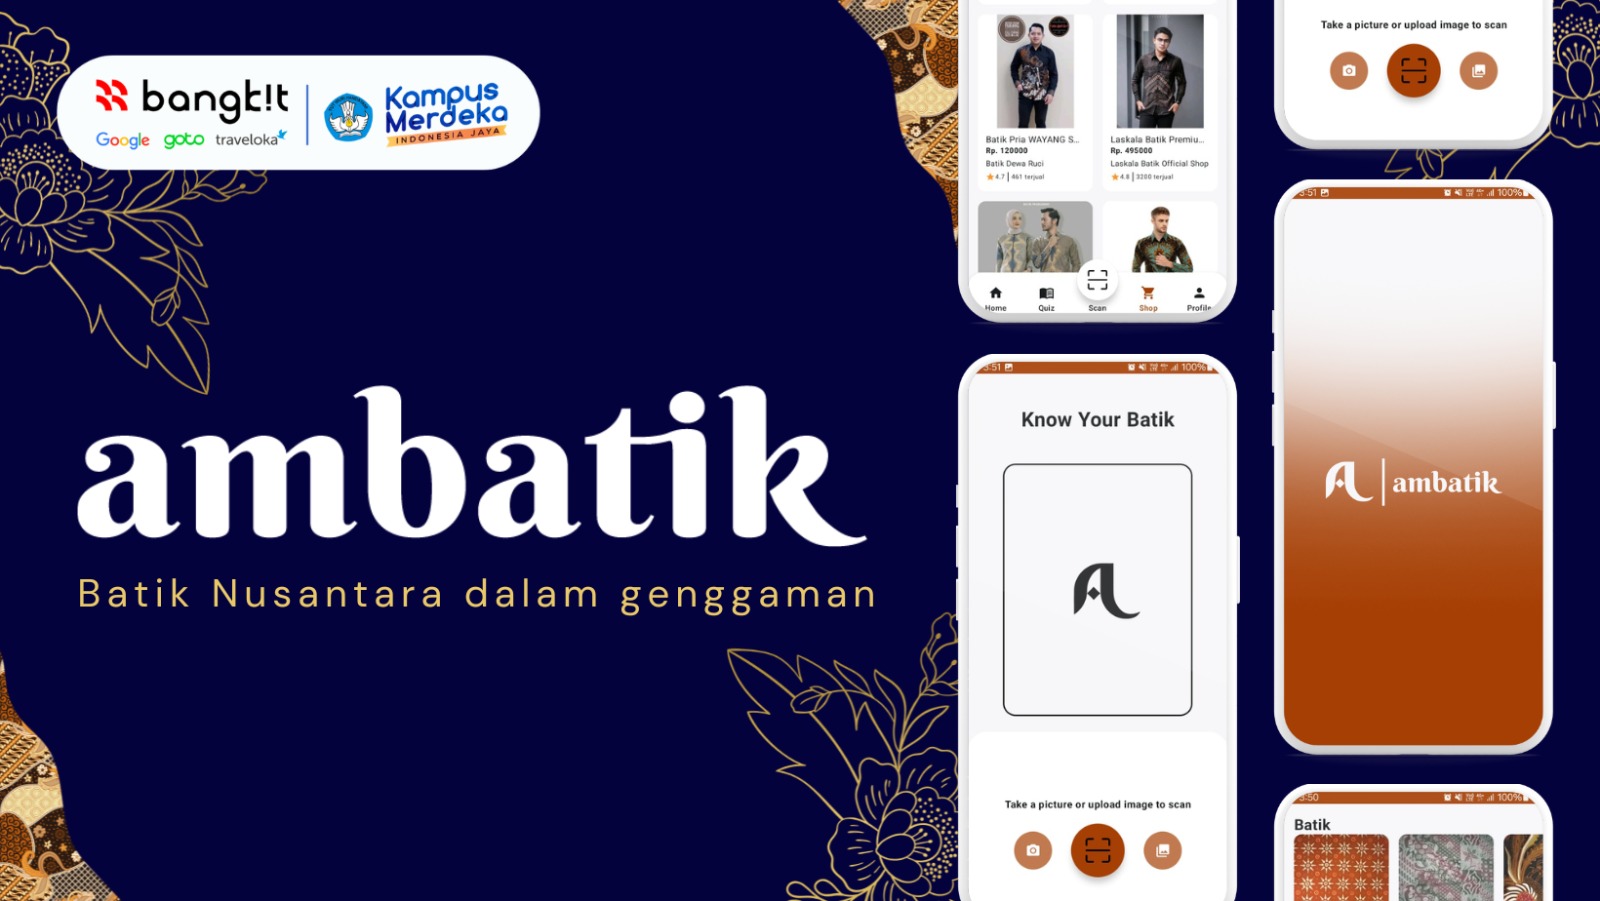 bangk!t
Google goto traveloka
Kampus
Merdeka
INDONESIA JAYA
ambatik
Batik Nusantara dalam genggaman
Batik Pria WAYANG S...
Rp. 120000
Batik Dewa Ruci
4.7 | 461 terjual
Laskala Batik Premiu...
Rp. 495000
Laskala Batik Official Shop
4.8 | 3200 terjual
Home
Quiz
Scan
Shop
Profile
3:51
100%
Know Your Batik
Take a picture or upload image to scan
Take a picture or upload image to scan
3:51
100%
A | ambatik
3:50
100%
Batik